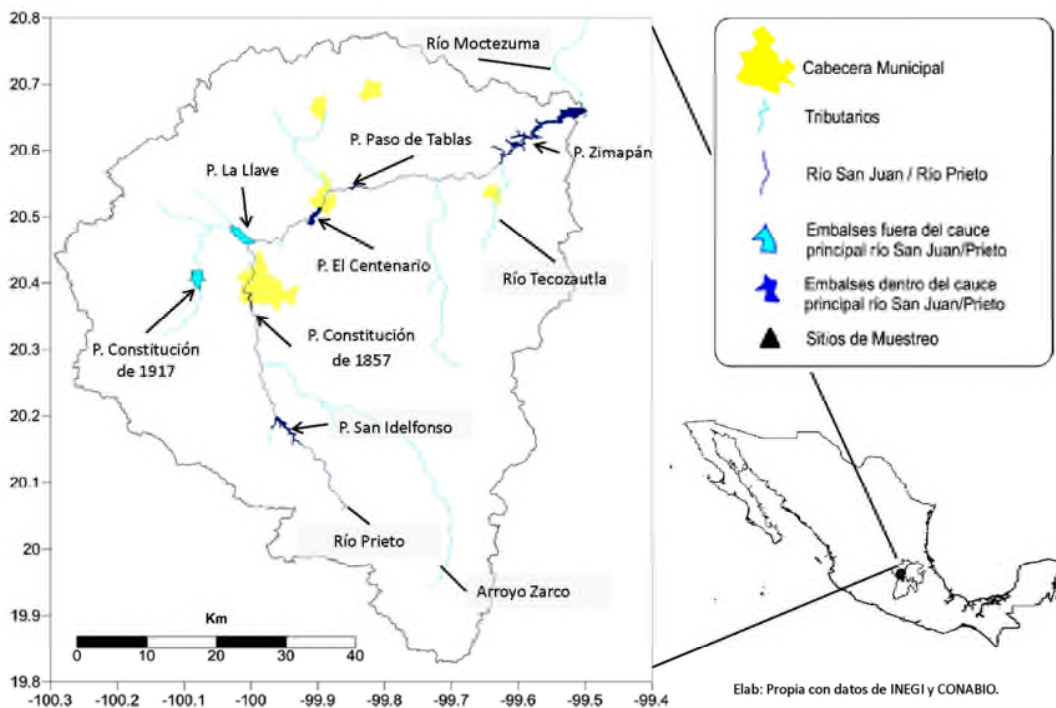 20.8
20.7
20.6
20.5
20.4
20.3
20.2
20.1
20
19.9
19.8
-100.3
-100.2
-100.1
-100
-99.9
-99.8
-99.7
-99.6
-99.5
-99.4
Río Moctezuma
P. Paso de Tablas
P. Zimapán
P. La Llave
P. El Centenario
Río Tecozautla
P. Constitución
de 1917
P. Constitución
de 1857
P. San Idelfonso
Río Prieto
Arroyo Zarco
Km
0
10
20
30
40
Cabecera Municipal
Tributarios
Río San Juan / Río Prieto
Embalses fuera del cauce
principal río San Juan/Prieto
Embalses dentro del cauce
principal río San Juan/Prieto
Sitios de Muestreo
Elab: Propia con datos de INEGI y CONABIO.